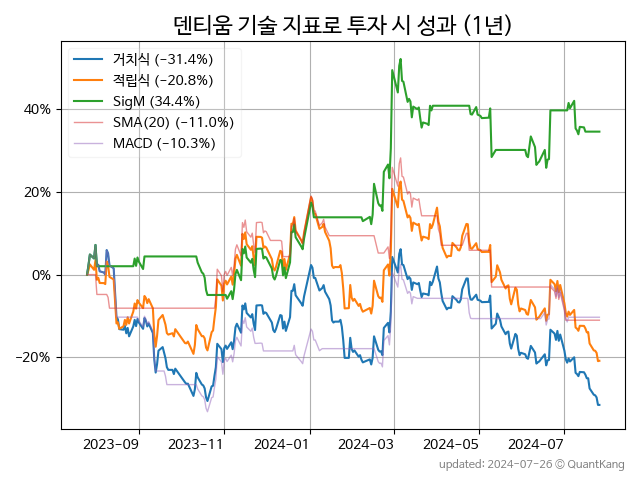 덴티움 기술 지표로 투자 시 성과 (1년)
거치식 (−31.4%)
적립식 (−20.8%)
SigM (34.4%)
SMA(20) (−11.0%)
MACD (−10.3%)
40%
20%
0%
−20%
2023-09 2023-11 2024-01 2024-03 2024-05 2024-07
updated: 2024-07-26 © QuantKang